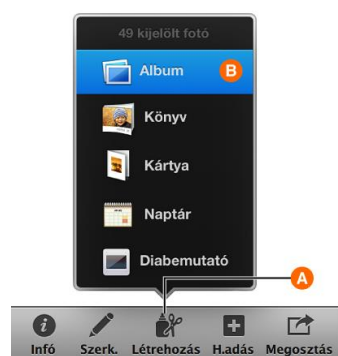 49 kijelölt fotó
Album B
Könyv
Kártya
Naptár
Diabemutató
A
Infó Szerk. Létrehozás H.adás Megosztás